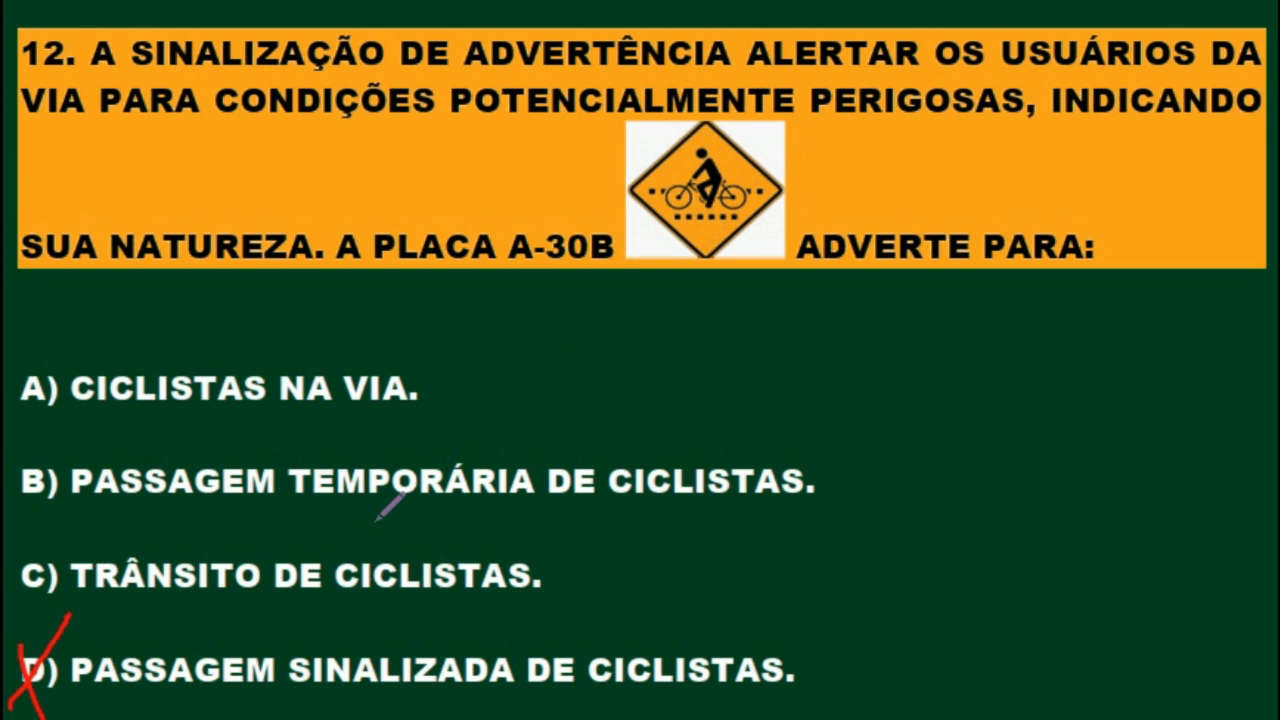 12. A SINALIZAÇÃO DE ADVERTÊNCIA ALERTAR OS USUÁRIOS DA
VIA PARA CONDIÇÕES POTENCIALMENTE PERIGOSAS, INDICANDO
SUA NATUREZA. A PLACA A-30B ADVERTE PARA:
A) CICLISTAS NA VIA.
B) PASSAGEM TEMPORÁRIA DE CICLISTAS.
C) TRÂNSITO DE CICLISTAS.
D) PASSAGEM SINALIZADA DE CICLISTAS.